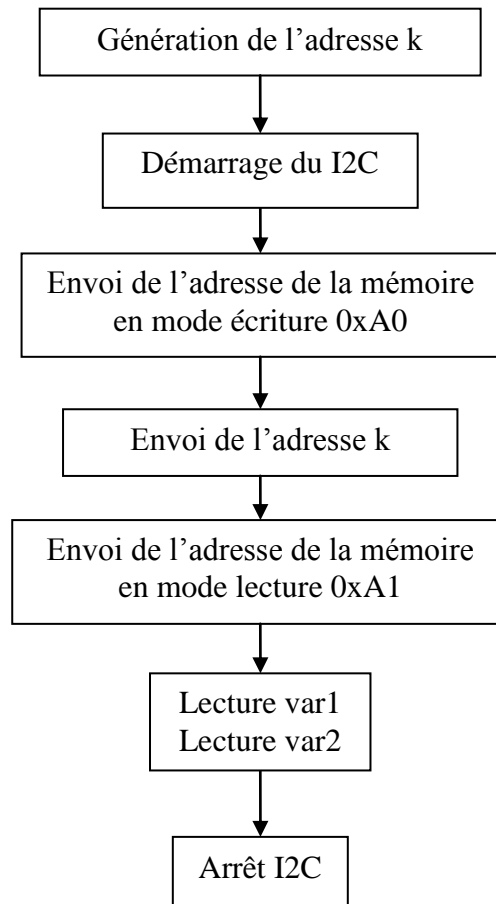 Génération de l’adresse k
Démarrage du I2C
Envoi de l’adresse de la mémoire
en mode écriture 0xA0
Envoi de l’adresse k
Envoi de l’adresse de la mémoire
en mode lecture 0xA1
Lecture var1
Lecture var2
Arrêt I2C